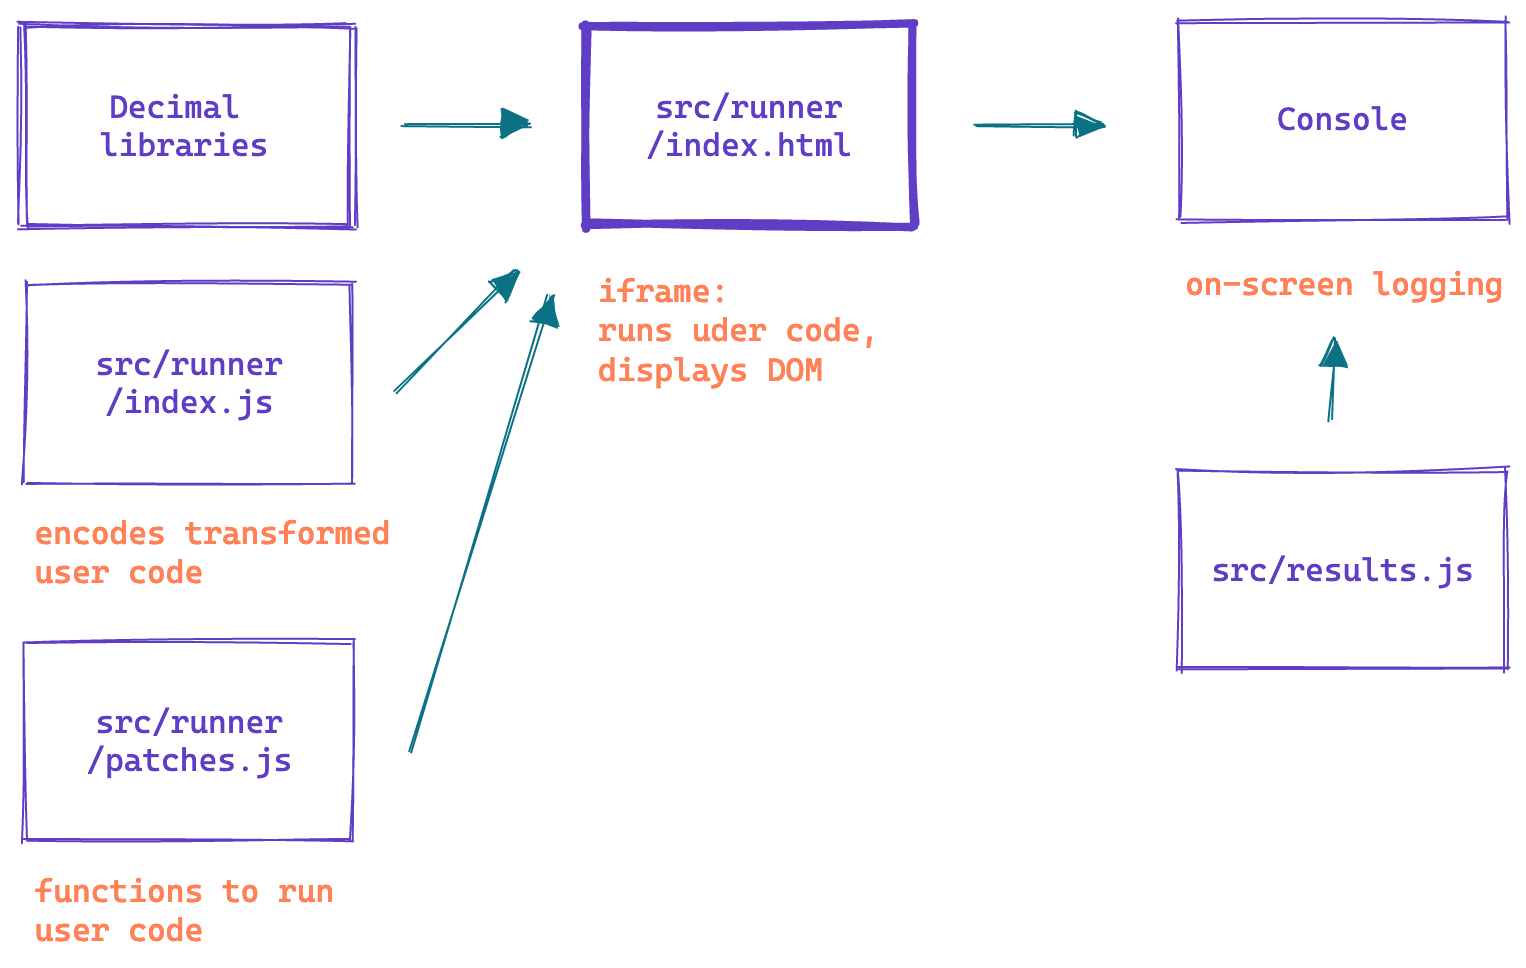 Decimal
libraries
src/runner
/index.html
Console
iframe:
runs uder code,
displays DOM
on-screen logging
src/runner
/index.js
encodes transformed
user code
src/results.js
src/runner
/patches.js
functions to run
user code